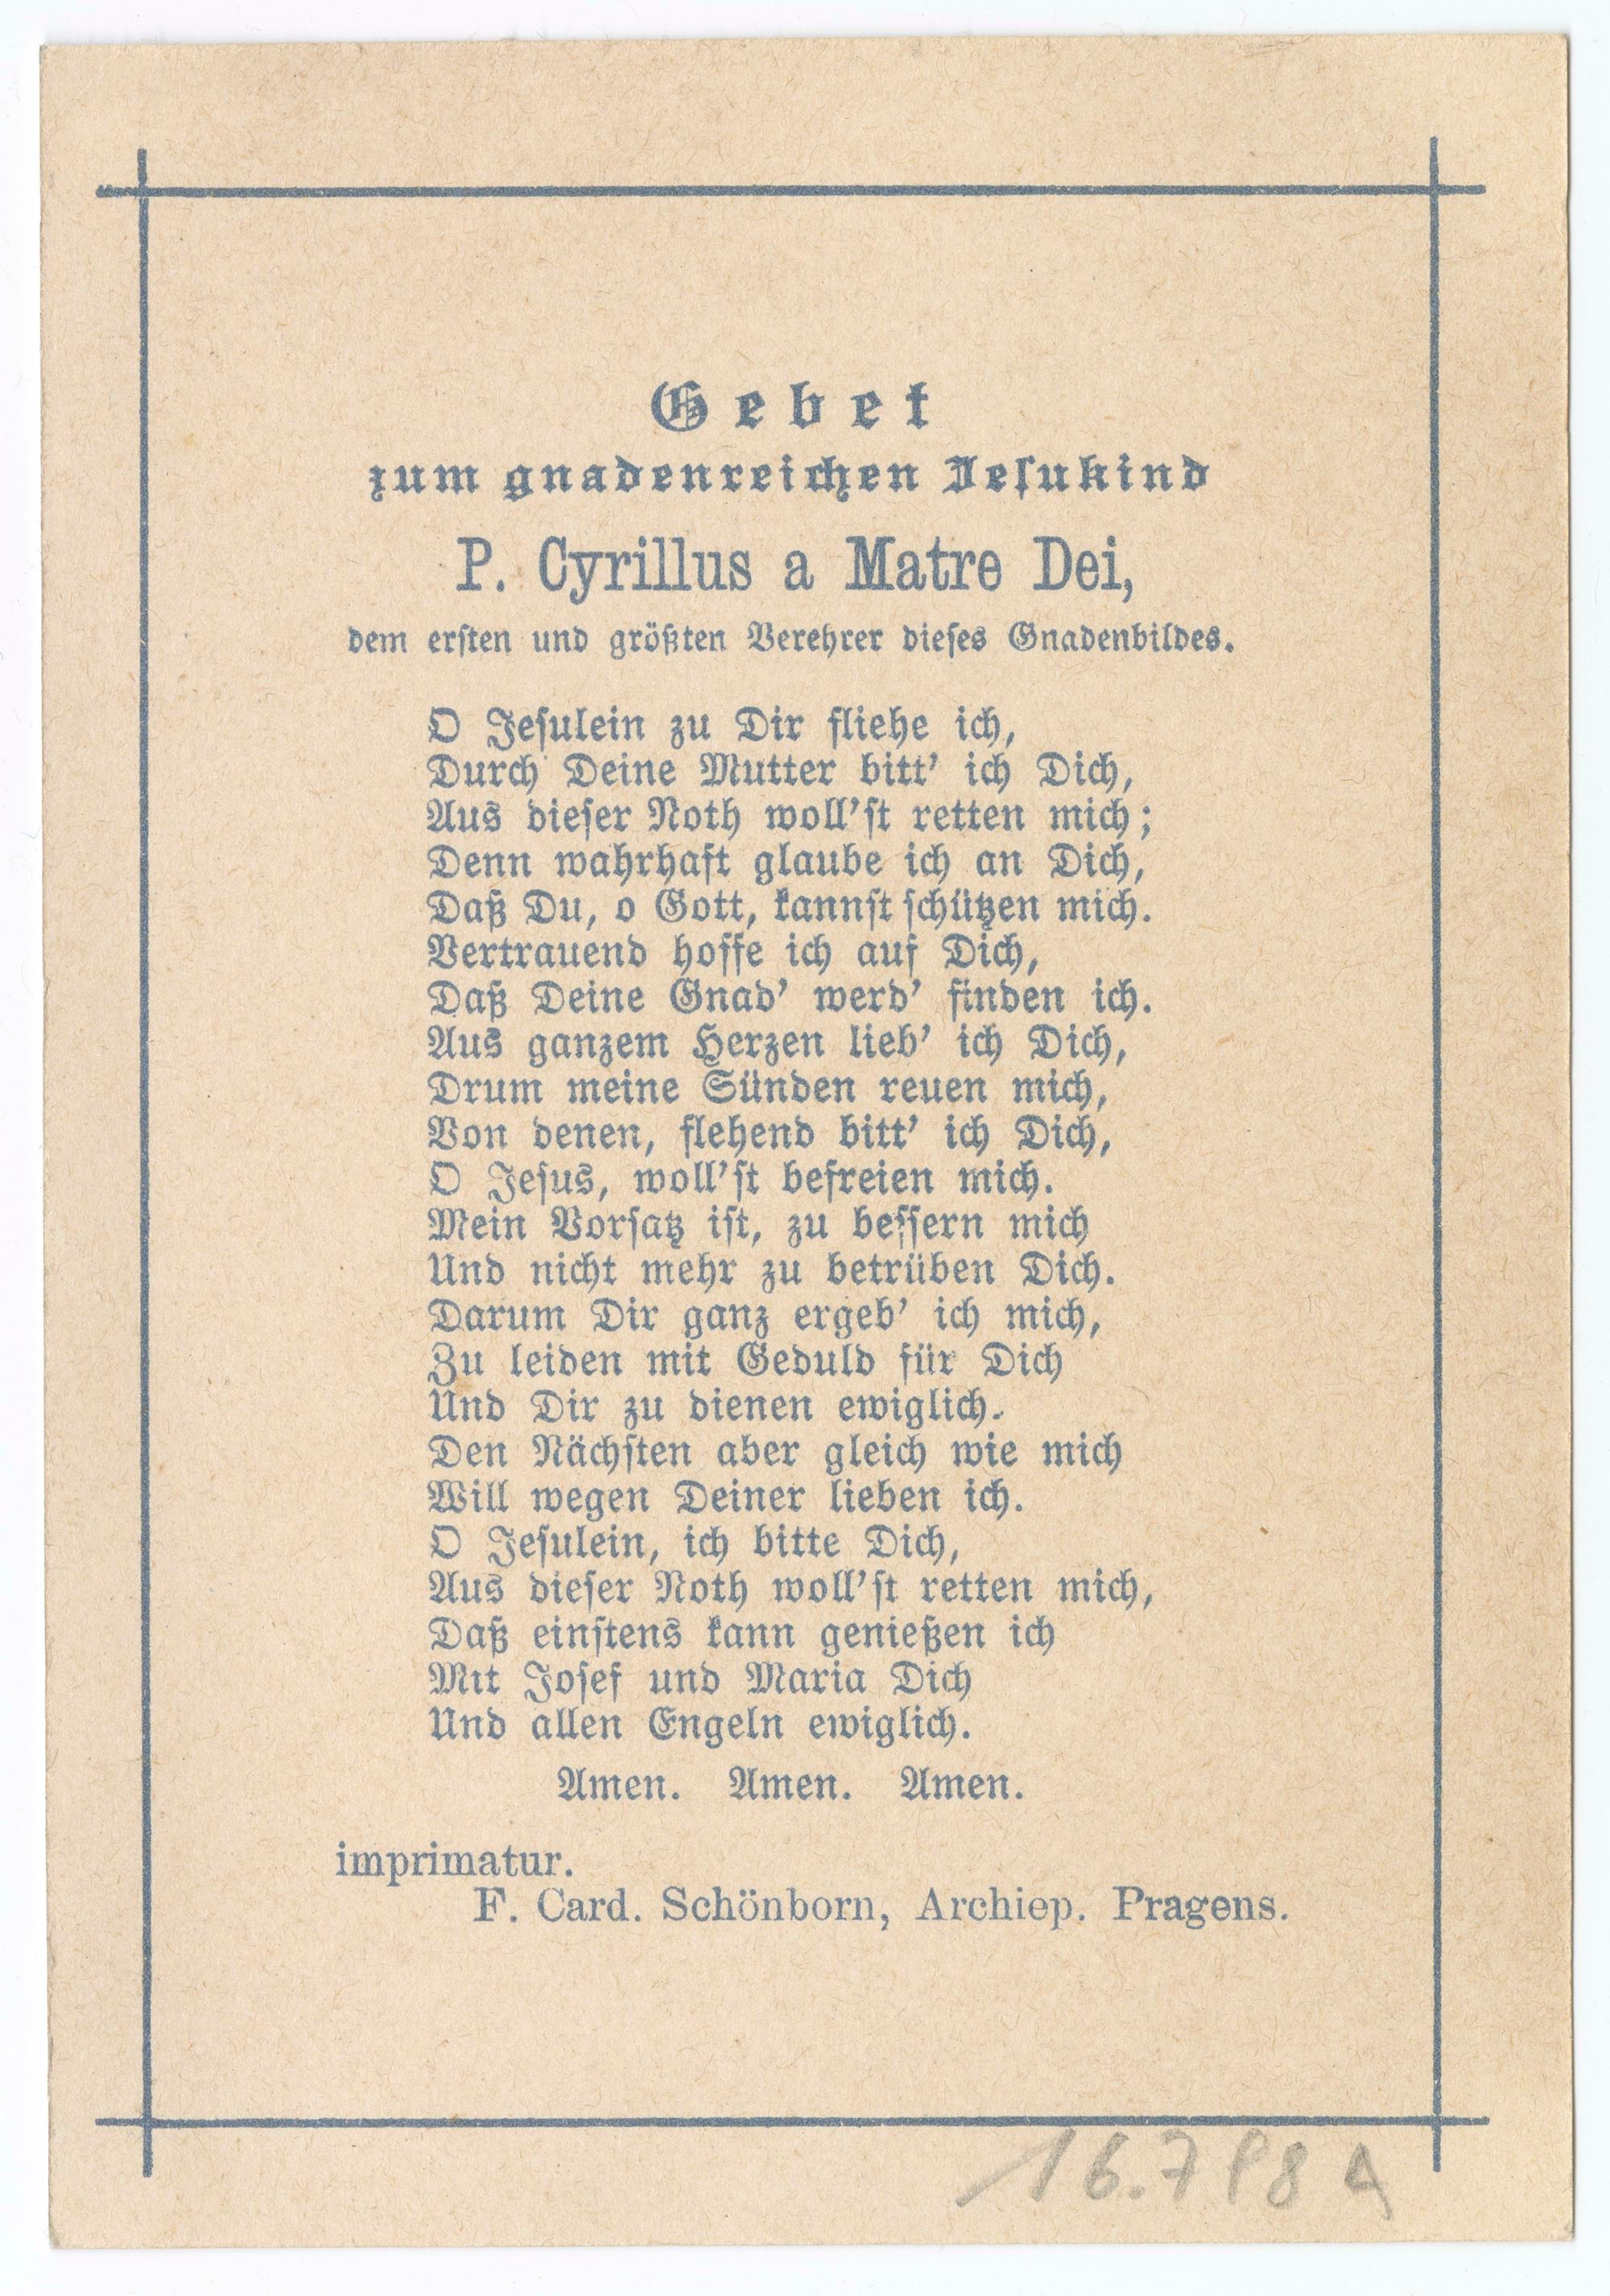 Gebet
zum gnadenreichen Jesukind
P. Cyrillus a Matre Dei,
dem ersten und größten Verehrer dieses Gnadenbildes.
O Jesulein zu Dir fliehe ich,
Durch Deine Mutter bitt' ich Dich,
Aus dieser Noth woll'st retten mich;
Denn wahrhaft glaube ich an Dich,
Daß Du, o Gott, kannst schützen mich.
Vertrauend hoffe ich auf Dich,
Daß Deine Gnad' werd' finden ich.
Aus ganzem Herzen lieb' ich Dich,
Drum meine Sünden reuen mich,
Von denen, flehend bitt' ich Dich,
O Jesus, woll'st befreien mich.
Mein Vorsatz ist, zu bessern mich
Und nicht mehr zu betrüben Dich.
Darum Dir ganz ergeb' ich mich,
Zu leiden mit Geduld für Dich
Und Dir zu dienen ewiglich.
Den Nächsten aber gleich wie mich
Will wegen Deiner lieben ich.
O Jesulein, ich bitte Dich,
Aus dieser Noth woll'st retten mich,
Daß einstens kann genießen ich
Mit Josef und Maria Dich
Und allen Engeln ewiglich.
Amen. Amen. Amen.
imprimatur.
F. Card. Schönborn, Archiep. Pragens.